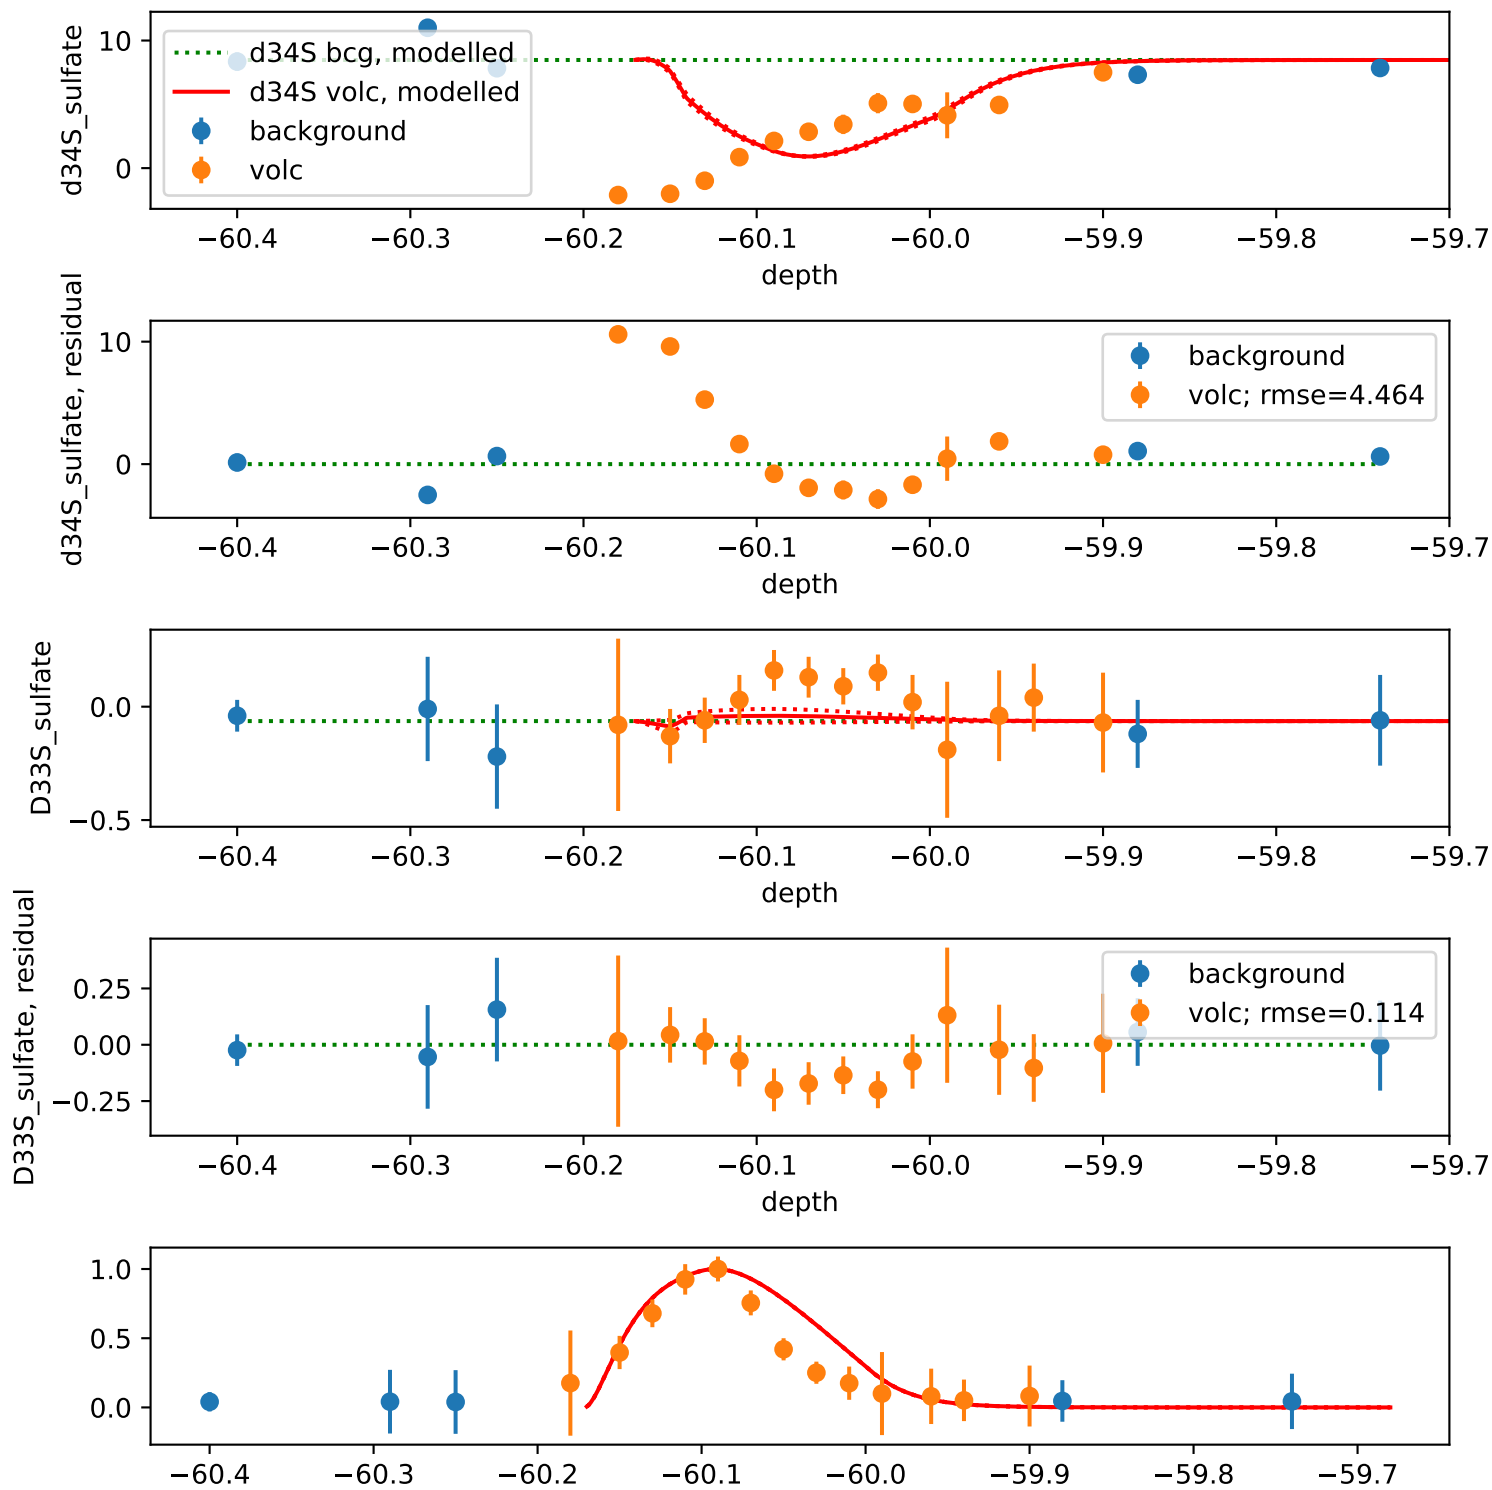 d34S_sulfate
10
0
d34S bcg, modelled
d34S volc, modelled
background
volc
−60.4 −60.3 −60.2 −60.1 −60.0 −59.9 −59.8 −59.7
depth
d34S_sulfate, residual
10
0
background
volc; rmse=4.464
−60.4 −60.3 −60.2 −60.1 −60.0 −59.9 −59.8 −59.7
depth
D33S_sulfate
0.0
−0.5
−60.4 −60.3 −60.2 −60.1 −60.0 −59.9 −59.8 −59.7
depth
D33S_sulfate, residual
0.25
0.00
−0.25
background
volc; rmse=0.114
−60.4 −60.3 −60.2 −60.1 −60.0 −59.9 −59.8 −59.7
depth
1.0
0.5
0.0
−60.4 −60.3 −60.2 −60.1 −60.0 −59.9 −59.8 −59.7